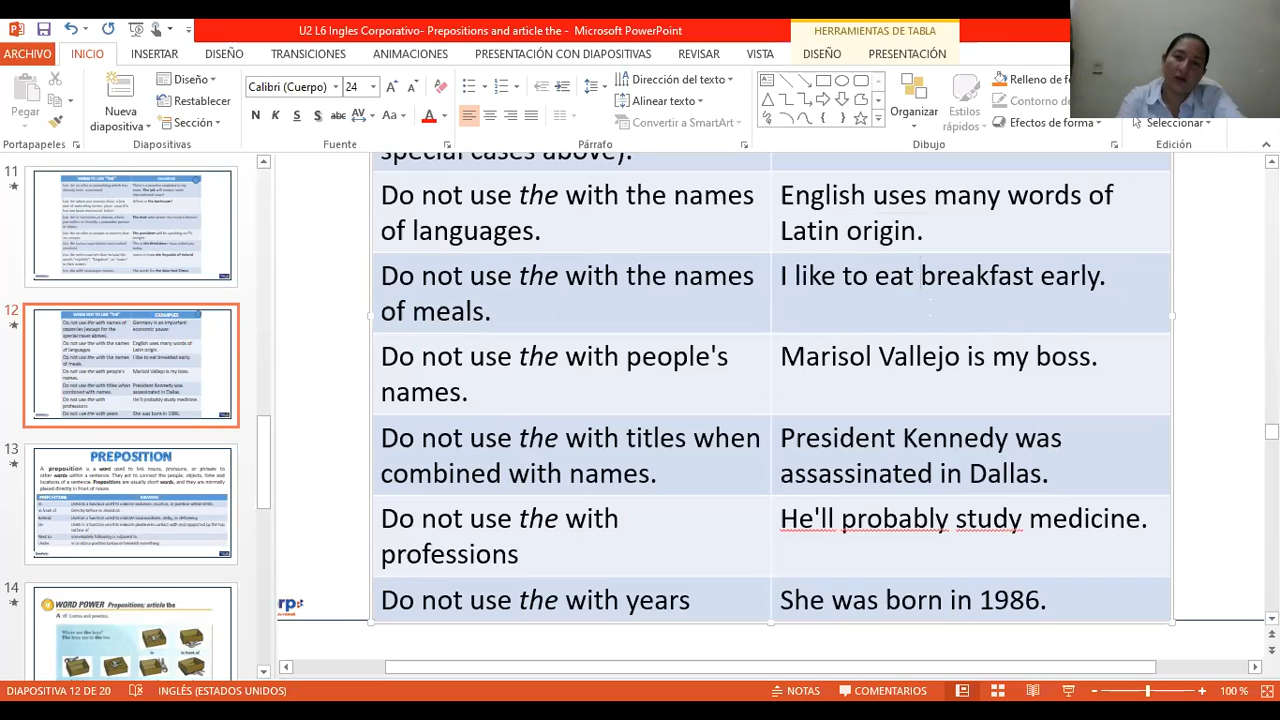 U2 L6 Ingles Corporativo- Prepositions and article the - Microsoft PowerPoint
HERRAMIENTAS DE TABLA
ARCHIVO INICIO INSERTAR DISEÑO TRANSICIONES ANIMACIONES PRESENTACIÓN CON DIAPOSITIVAS REVISAR VISTA DISEÑO PRESENTACIÓN
Pegar
Nueva diapositiva
Diseño
Restablecer
Sección
Calibri (Cuerpo) 24
Dirección del texto
Alinear texto
Convertir a SmartArt
Organizar
Estilos rápidos
Relleno de f
Contorno de
Efectos de forma
Seleccionar
Portapapeles Diapositivas Fuente Párrafo Dibujo Edición
11
12
13
PREPOSITION
14
WORD POWER Prepositions; article the
special cases above).
Do not use the with the names
of languages.
English uses many words of
Latin origin.
Do not use the with the names
of meals.
I like to eat breakfast early.
Do not use the with people's
names.
Marisol Vallejo is my boss.
Do not use the with titles when
combined with names.
President Kennedy was
assassinated in Dallas.
Do not use the with
professions
He'll probably study medicine.
Do not use the with years
She was born in 1986.
DIAPOSITIVA 12 DE 20 INGLÉS (ESTADOS UNIDOS) NOTAS COMENTARIOS 100 %